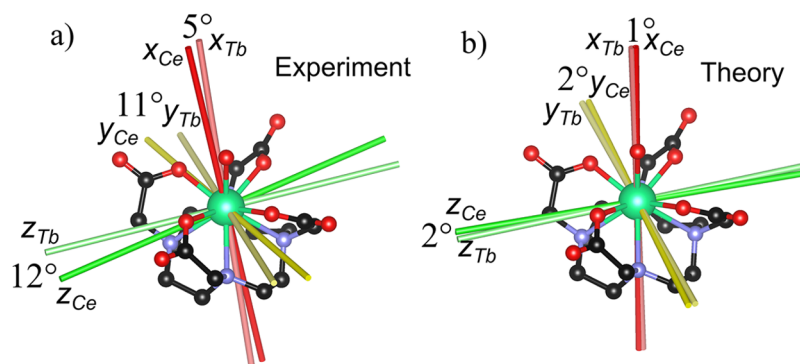 a)
5°
x_Ce
x_Tb
Experiment
11°
y_Tb
y_Ce
z_Tb
12°
z_Ce
b)
1°
x_Tb
x_Ce
Theory
2°
y_Ce
y_Tb
z_Ce
2°
z_Tb